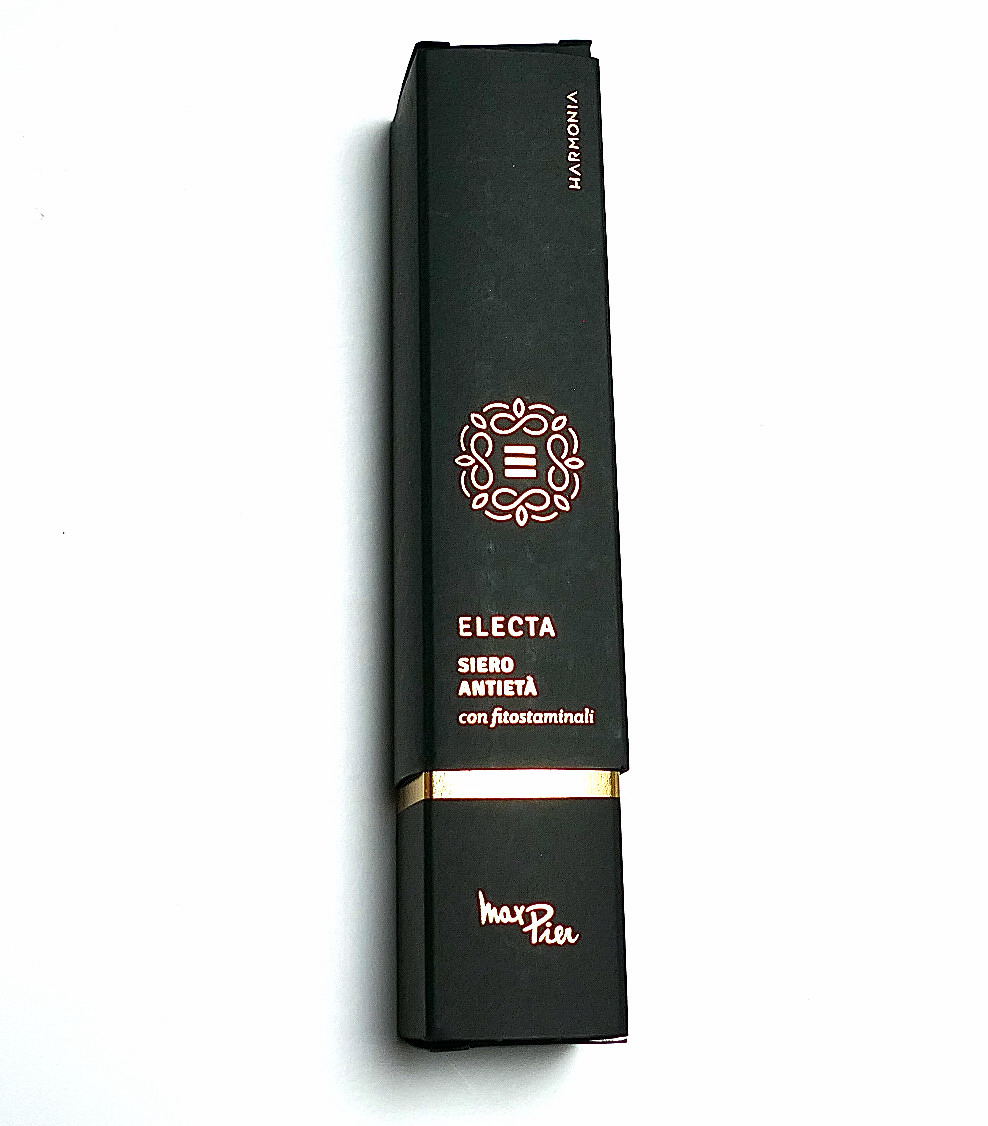 HARMONIA
ELECTA
SIERO
ANTIETÀ
con fitostaminali
max Pier